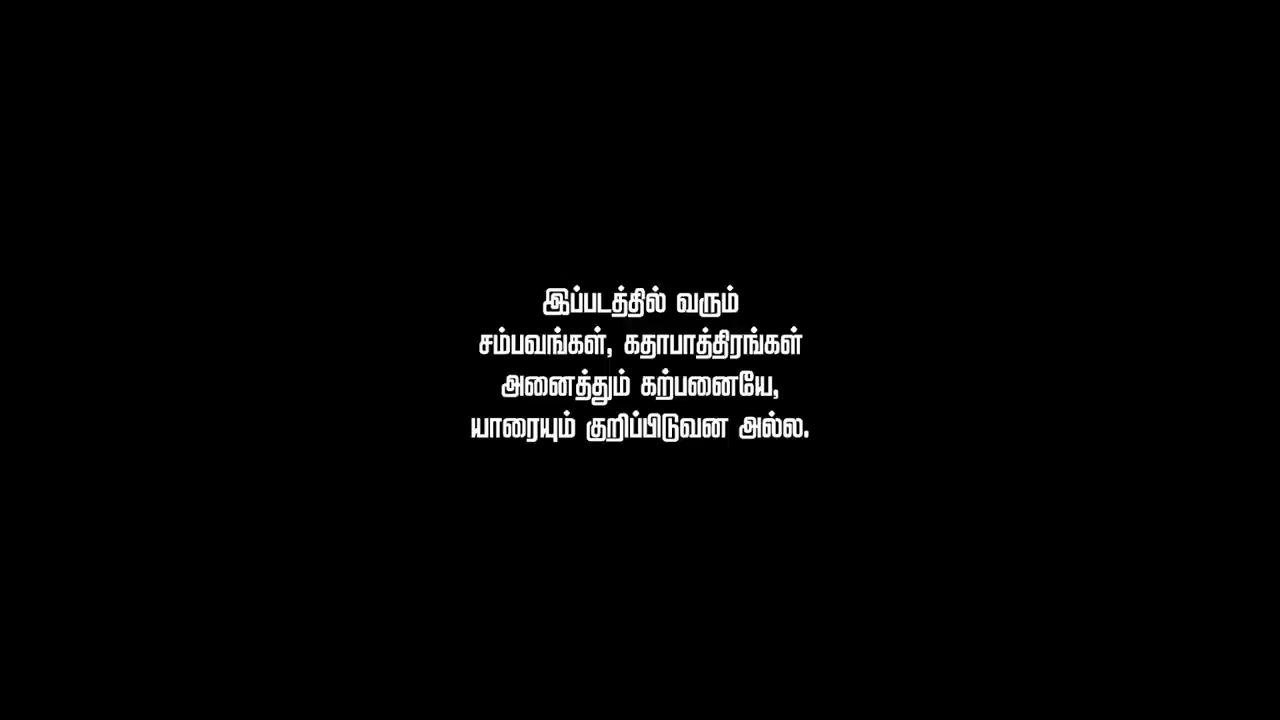 இப்படத்தில் வரும்
சம்பவங்கள், கதாபாத்திரங்கள்
அனைத்தும் கற்பனையே,
யாரையும் குறிப்பிடுவன அல்ல.